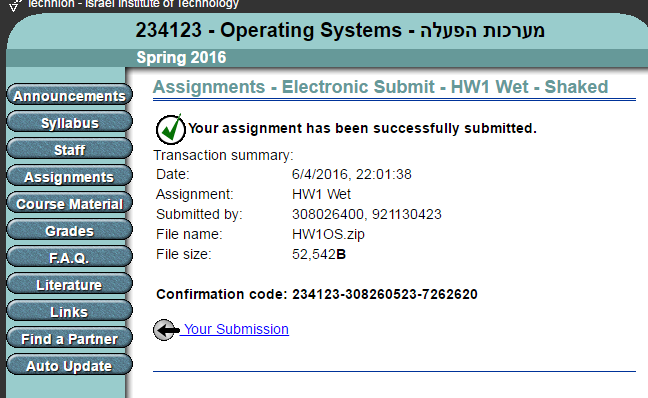 Technion - Israel Institute of Technology
234123 - Operating Systems - מערכות הפעלה
Spring 2016
Announcements
Syllabus
Staff
Assignments
Course Material
Grades
F.A.Q.
Literature
Links
Find a Partner
Auto Update
Assignments - Electronic Submit - HW1 Wet - Shaked
Your assignment has been successfully submitted.
Transaction summary:
Date: 6/4/2016, 22:01:38
Assignment: HW1 Wet
Submitted by: 308026400, 921130423
File name: HW1OS.zip
File size: 52,542B
Confirmation code: 234123-308260523-7262620
Your Submission